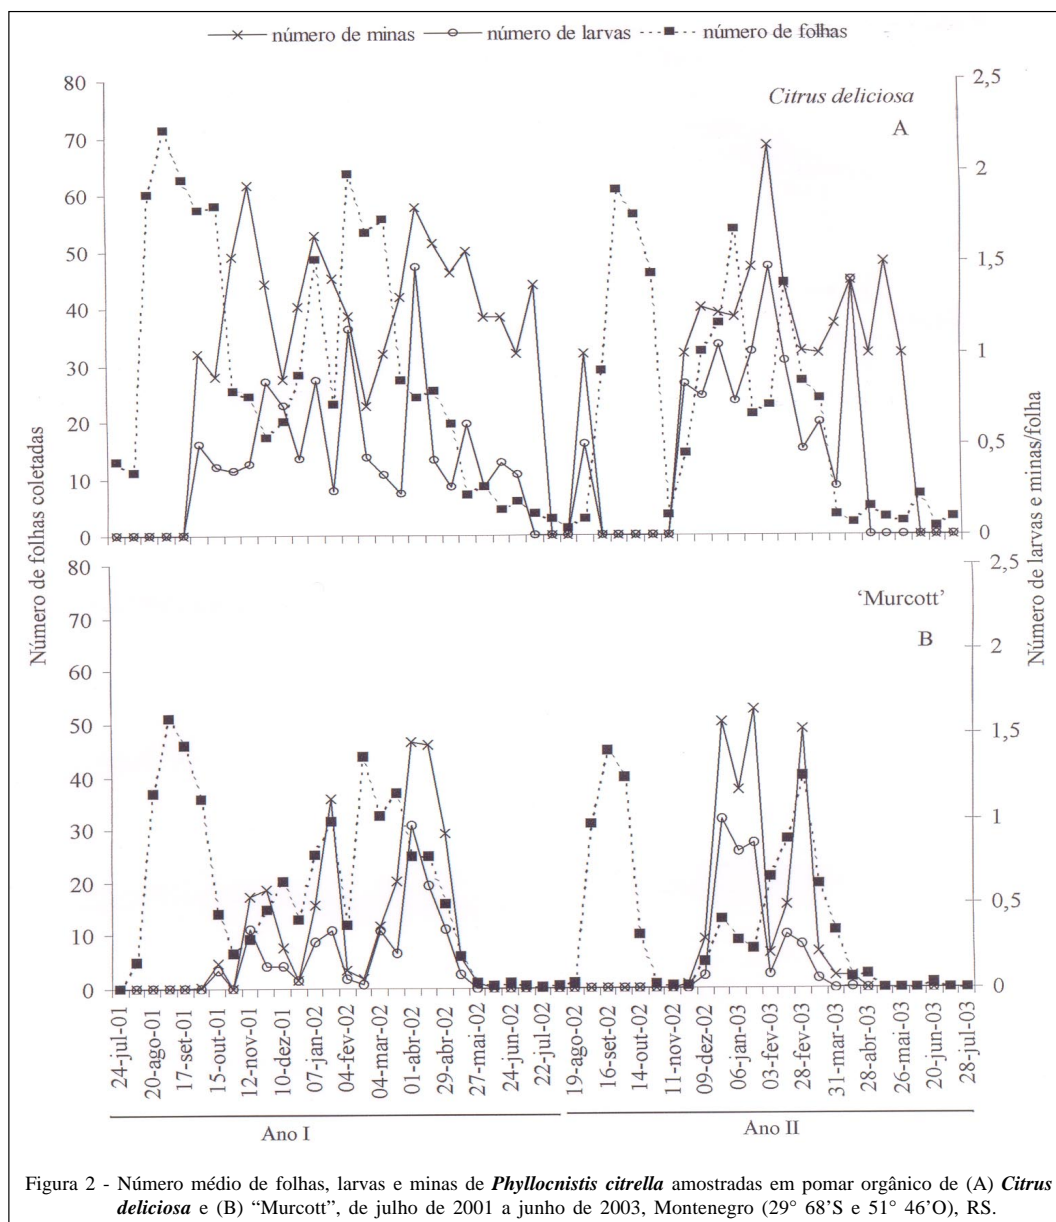 número de minas número de larvas número de folhas
80
70
60
50
40
30
20
10
0
2,5
2
1,5
1
0,5
0
Citrus deliciosa
A
Número de folhas coletadas
Número de larvas e minas/folha
80
70
60
50
40
30
20
10
0
2,5
2
1,5
1
0,5
0
‘Murcott’
B
24-jul-01
20-ago-01
17-set-01
15-out-01
12-nov-01
10-dez-01
07-jan-02
04-fev-02
04-mar-02
01-abr-02
29-abr-02
27-mai-02
24-jun-02
22-jul-02
19-ago-02
16-set-02
14-out-02
11-nov-02
09-dez-02
06-jan-03
03-fev-03
28-fev-03
31-mar-03
28-abr-03
26-mai-03
20-jun-03
28-jul-03
Ano I
Ano II
Figura 2 - Número médio de folhas, larvas e minas de Phyllocnistis citrella amostradas em pomar orgânico de (A) Citrus
deliciosa e (B) “Murcott”, de julho de 2001 a junho de 2003, Montenegro (29° 68’S e 51° 46’O), RS.